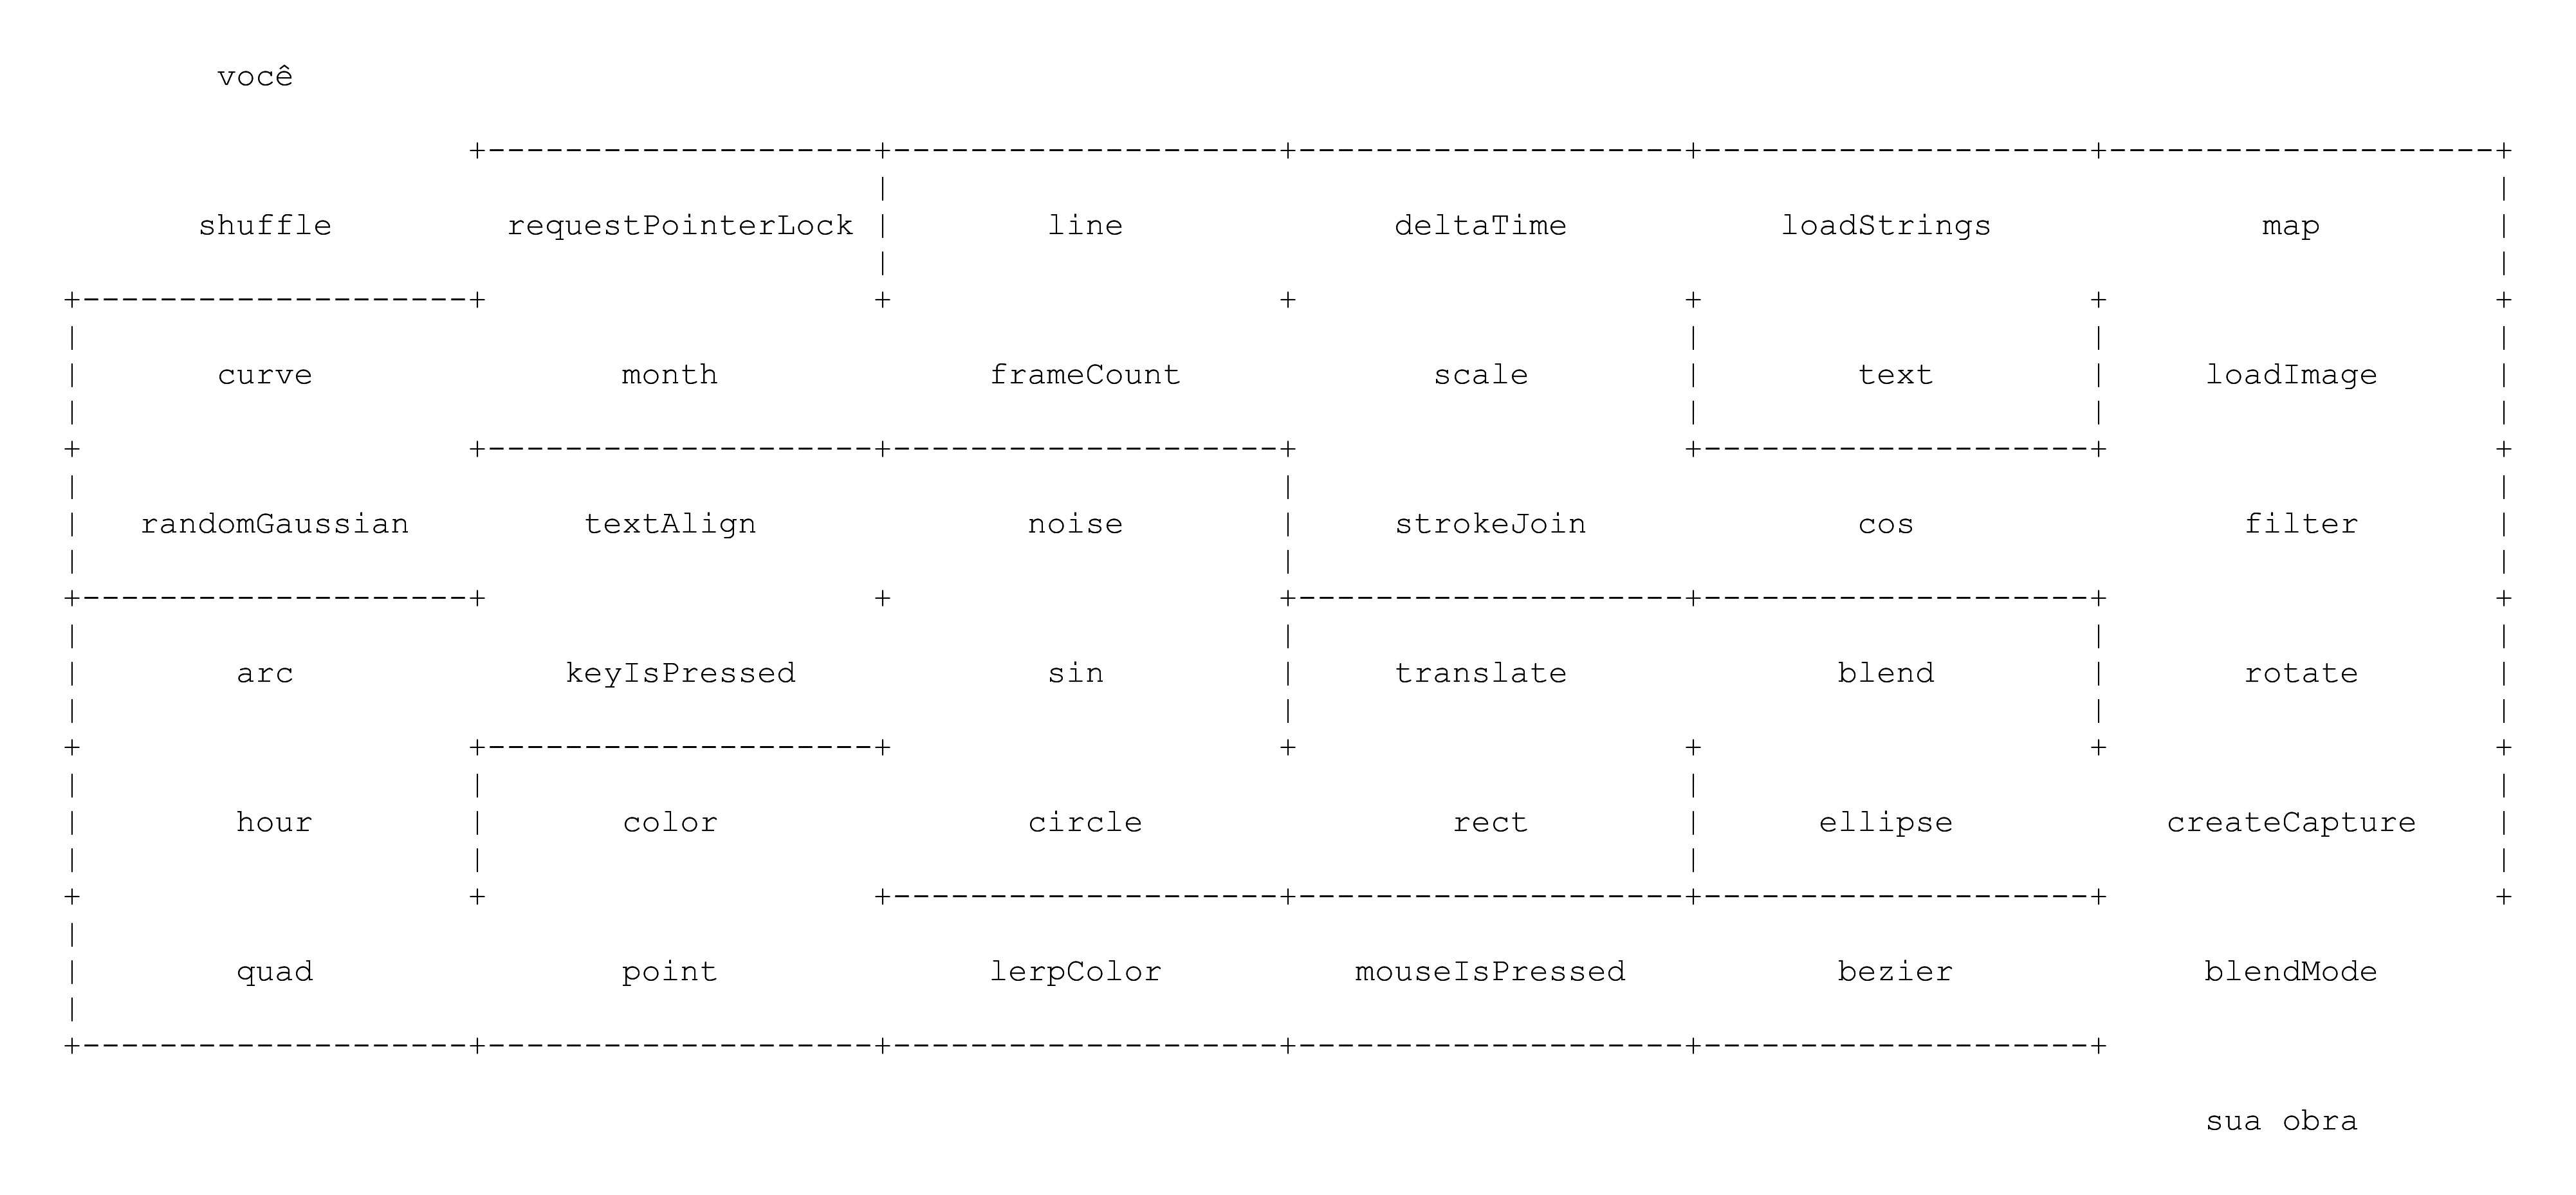 você
shuffle requestPointerLock line deltaTime loadStrings map
curve month frameCount scale text loadImage
randomGaussian textAlign noise strokeJoin cos filter
arc keyIsPressed sin translate blend rotate
hour color circle rect ellipse createCapture
quad point lerpColor mouseIsPressed bezier blendMode
sua obra